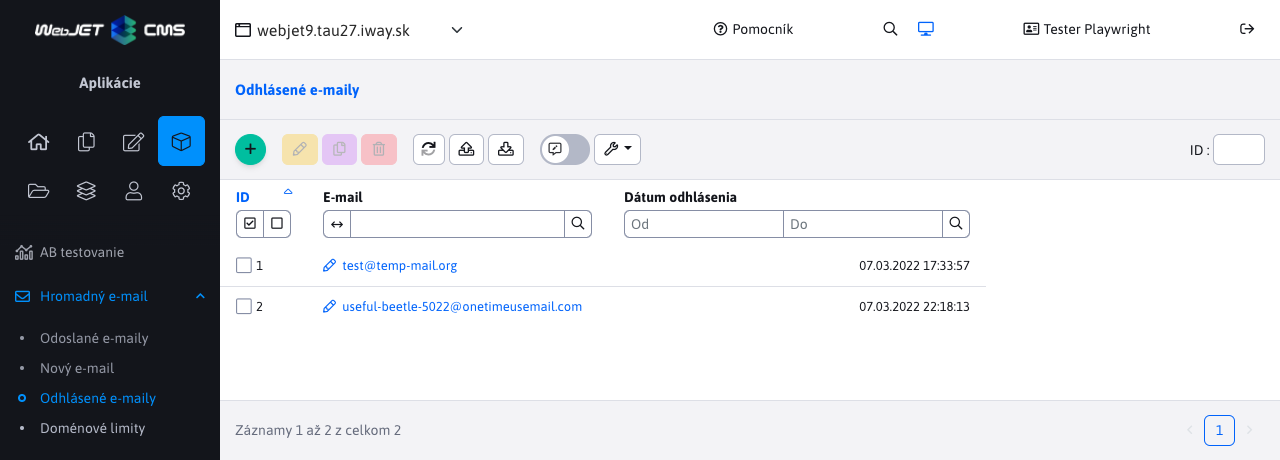 WebJET CMS
webjet9.tau27.iway.sk
Pomocník
Tester Playwright
Aplikácie
Odhlásené e-maily
ID :
AB testovanie
Hromadný e-mail
Odoslané e-maily
Nový e-mail
Odhlásené e-maily
Doménové limity
ID
E-mail
Dátum odhlásenia
Od
Do
1 test@temp-mail.org 07.03.2022 17:33:57
2 useful-beetle-5022@onetimeusemail.com 07.03.2022 22:18:13
Záznamy 1 až 2 z celkom 2
1